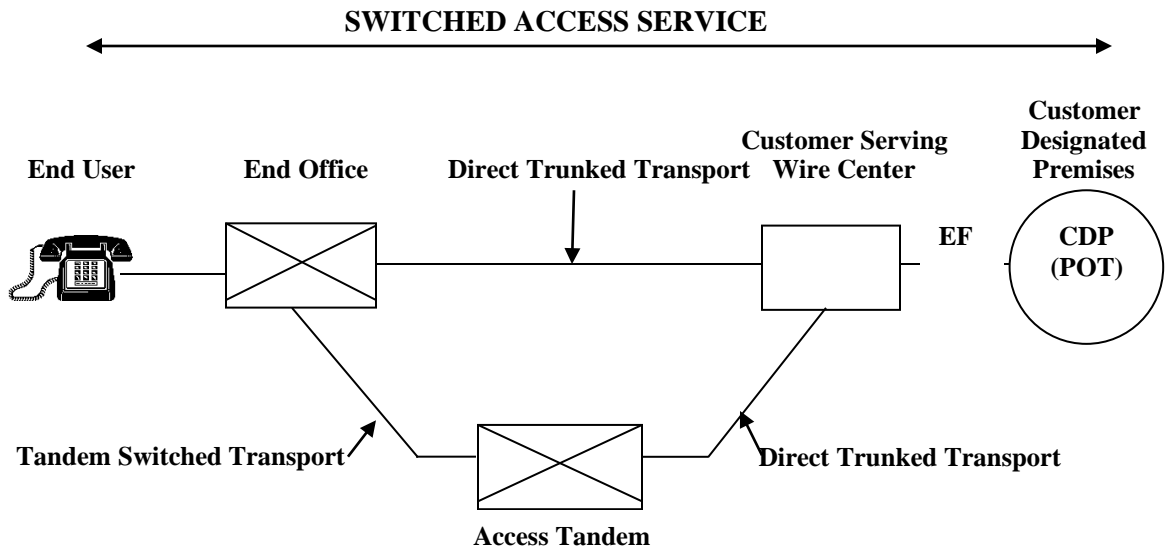 SWITCHED ACCESS SERVICE
Customer
Designated
Premises
Customer Serving
Wire Center
End User
End Office
Direct Trunked Transport
EF
CDP
(POT)
Tandem Switched Transport
Direct Trunked Transport
Access Tandem